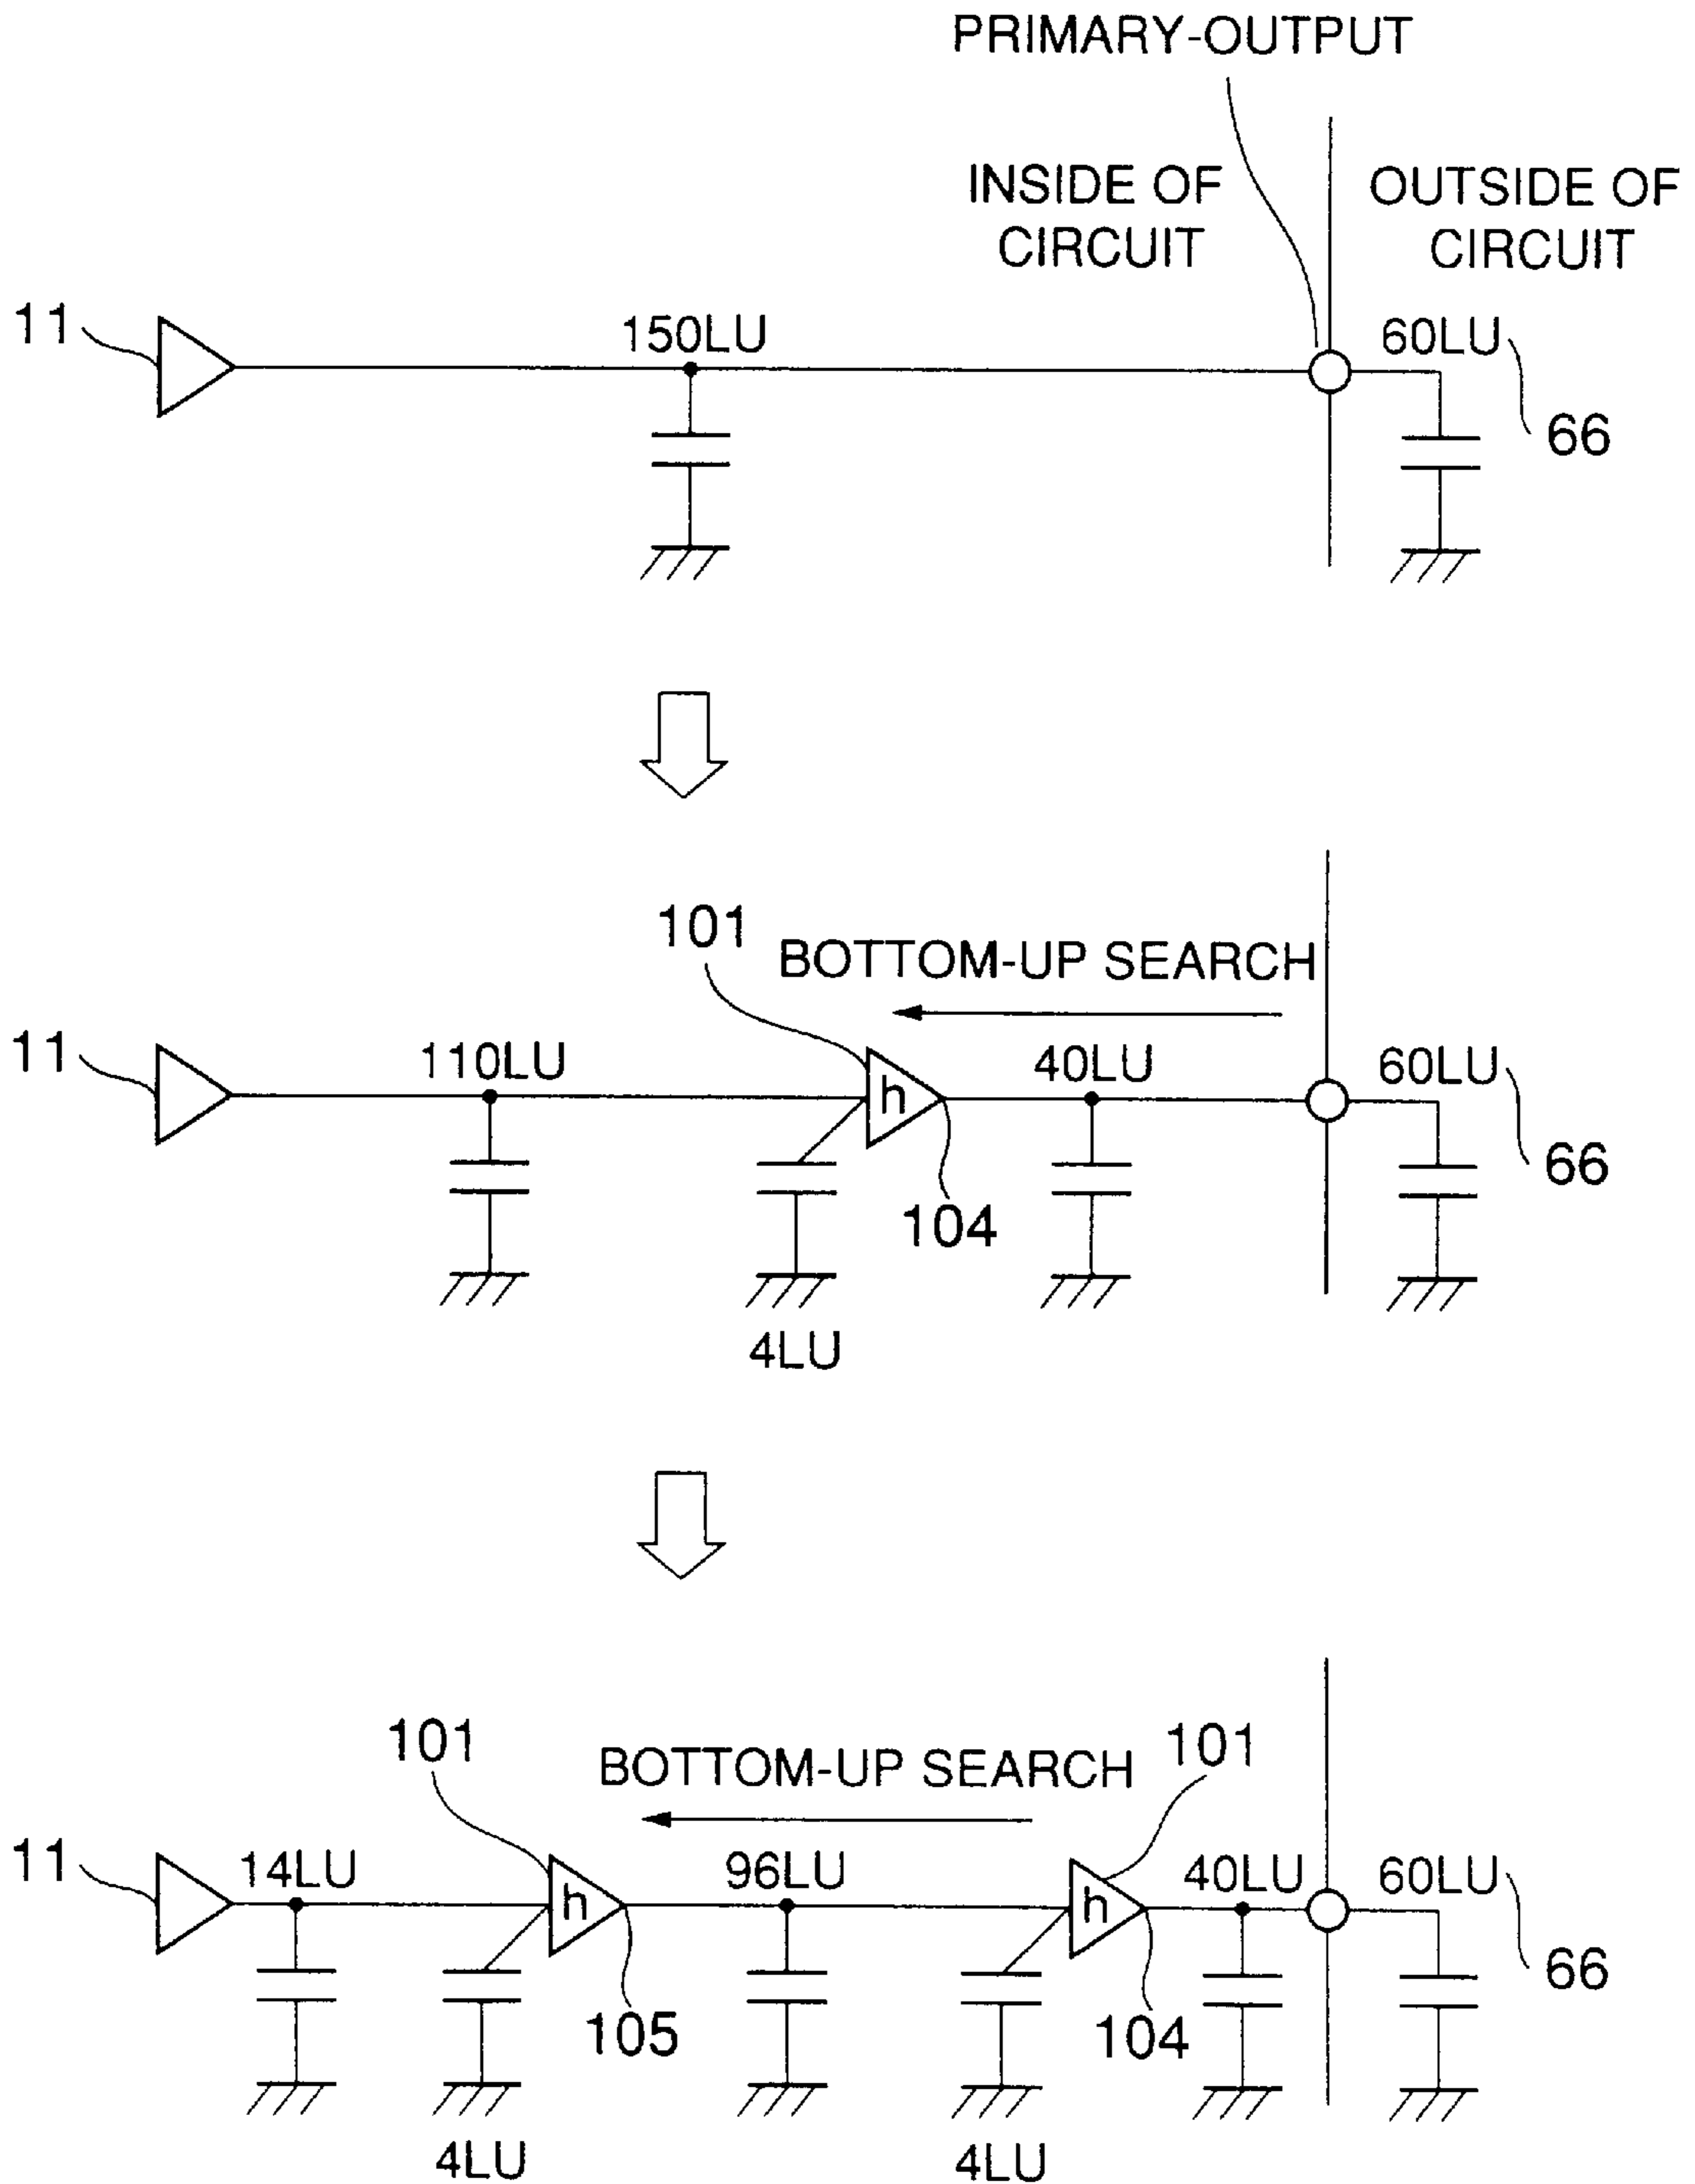 PRIMARY-OUTPUT
INSIDE OF
CIRCUIT
OUTSIDE OF
CIRCUIT
11
150LU
60LU
66
101
BOTTOM-UP SEARCH
11
110LU
h
40LU
60LU
66
104
4LU
101
BOTTOM-UP SEARCH
101
11
14LU
h
96LU
h
40LU
60LU
66
105
104
4LU
4LU